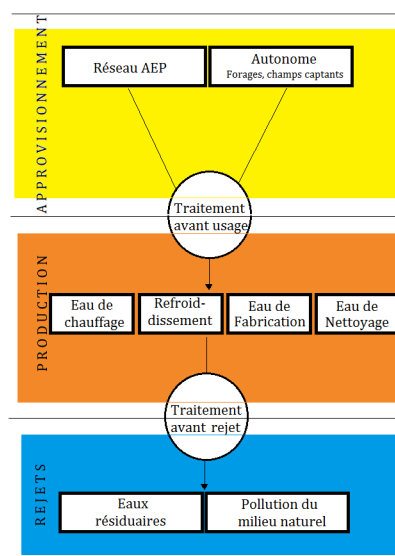 APPROVISIONNEMENT
Réseau AEP
Autonome
Forages, champs captants
Traitement
avant usage
PRODUCTION
Eau de
chauffage
Refroid-
dissement
Eau de
Fabrication
Eau de
Nettoyage
Traitement
avant rejet
REJETS
Eaux
résiduaires
Pollution du
milieu naturel